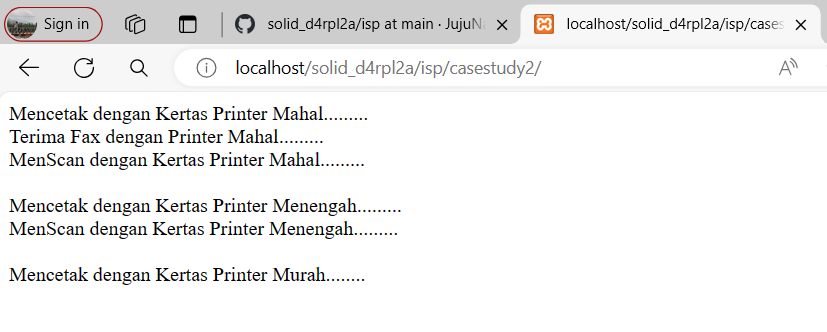 Sign in
solid_d4rpl2a/isp at main · JujuNa
localhost/solid_d4rpl2a/isp/cases
localhost/solid_d4rpl2a/isp/casestudy2/
Mencetak dengan Kertas Printer Mahal.........
Terima Fax dengan Printer Mahal.........
MenScan dengan Kertas Printer Mahal.........
Mencetak dengan Kertas Printer Menengah.........
MenScan dengan Kertas Printer Menengah.........
Mencetak dengan Kertas Printer Murah........